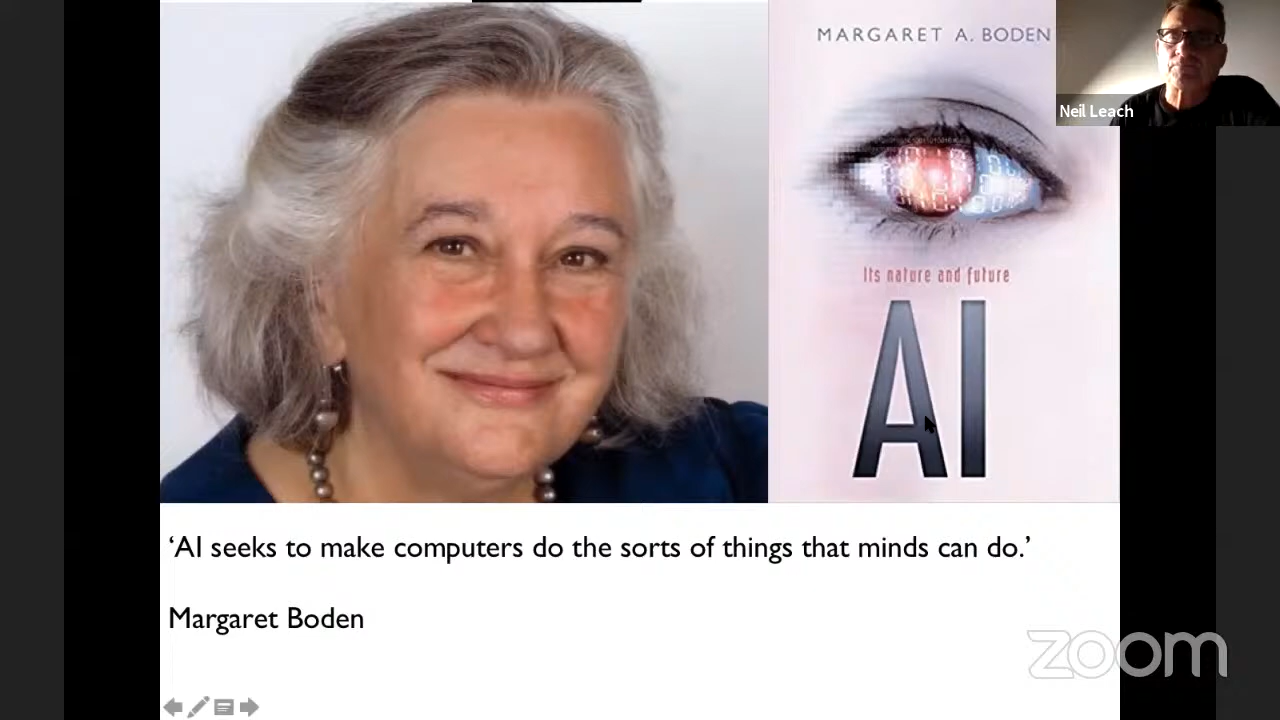 MARGARET A. BODEN
Neil Leach
Its nature and future
AI
‘AI seeks to make computers do the sorts of things that minds can do.’
Margaret Boden
zoom